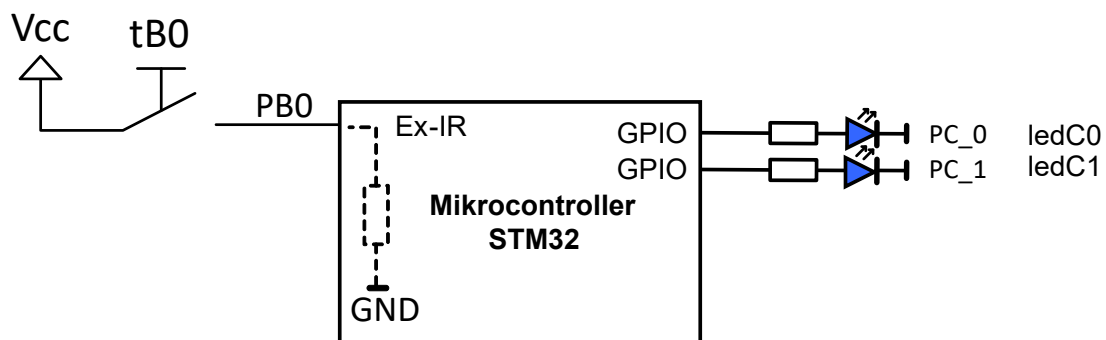 Vcc
tB0
PB0
Ex-IR
GPIO
PC_0
ledC0
GPIO
PC_1
ledC1
Mikrocontroller
STM32
GND